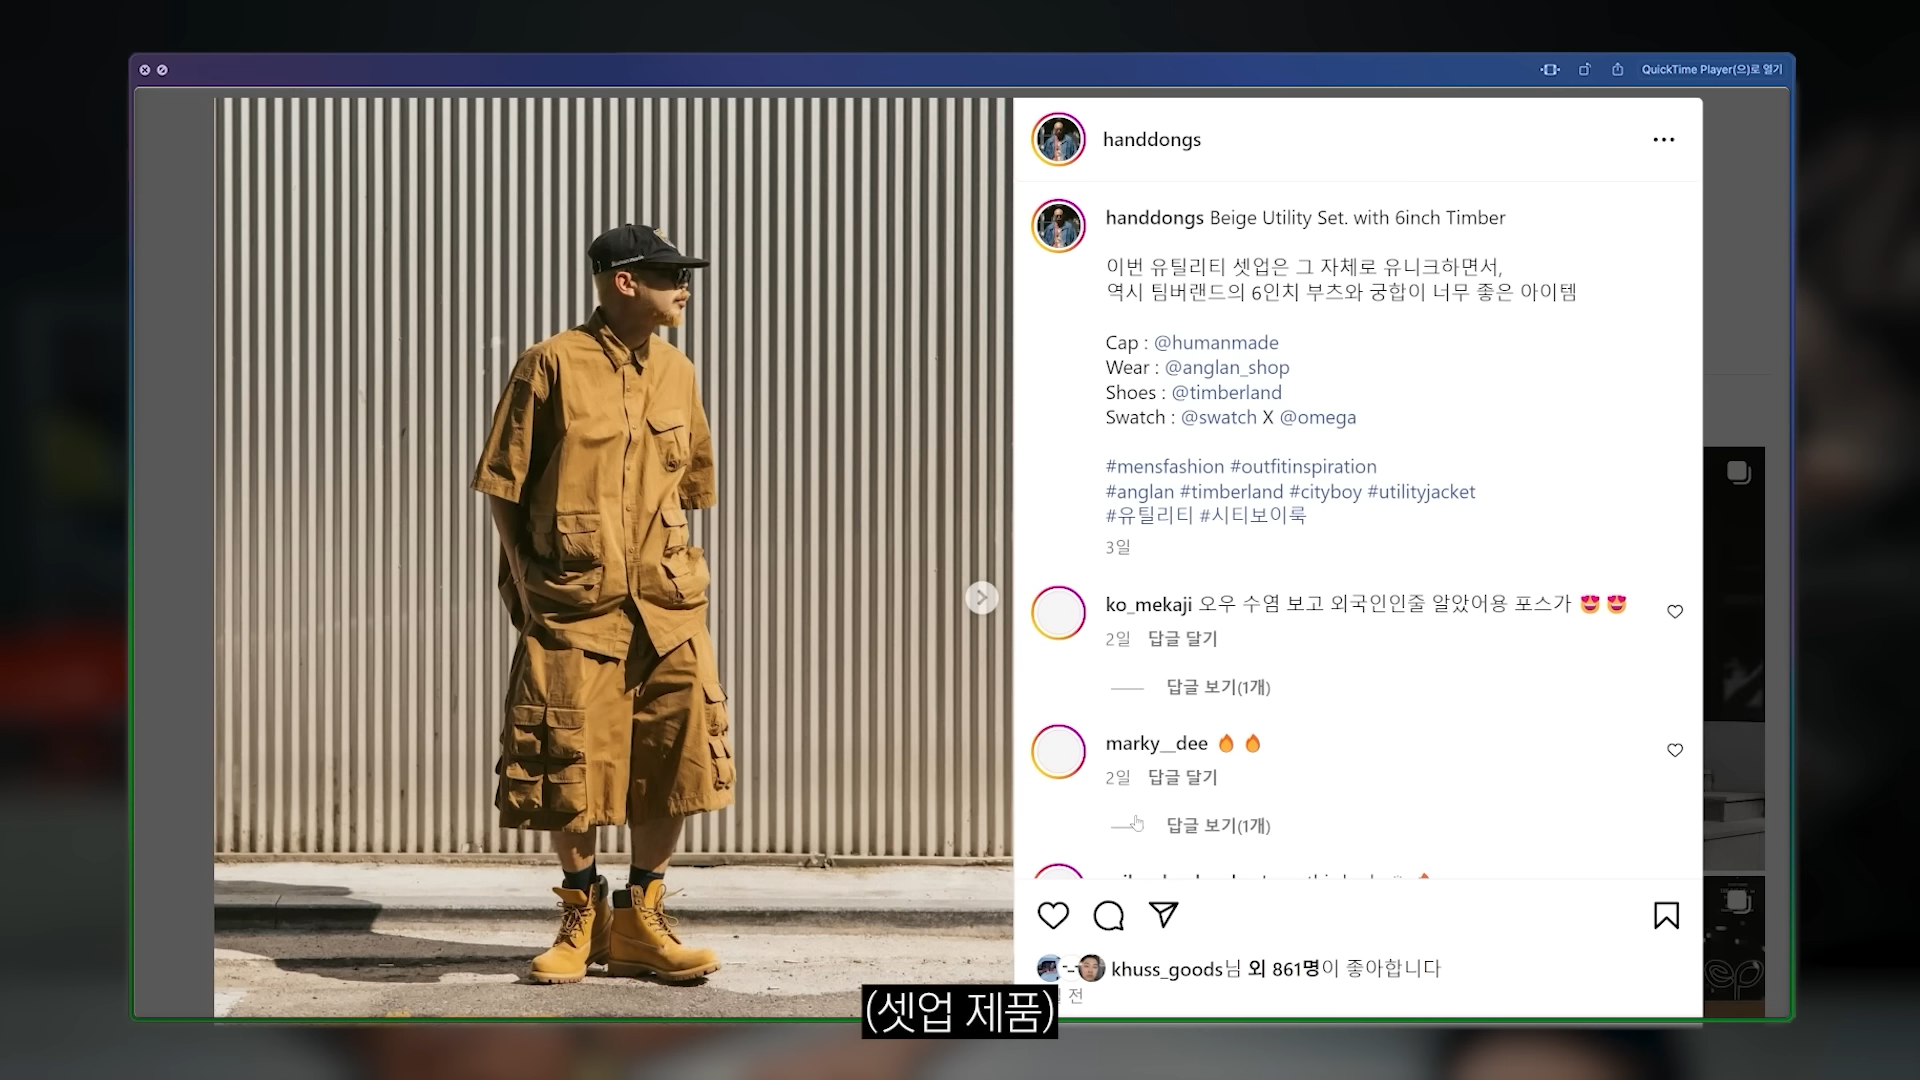 QuickTime Player(으)로 열기
handdongs
handdongs Beige Utility Set. with 6inch Timber
이번 유틸리티 셋업은 그 자체로 유니크하면서,
역시 팀버랜드의 6인치 부츠와 궁합이 너무 좋은 아이템
Cap : @humanmade
Wear : @anglan_shop
Shoes : @timberland
Swatch : @swatch X @omega
#mensfashion #outfitinspiration
#anglan #timberland #cityboy #utilityjacket
#유틸리티 #시티보이룩
3일
ko_mekaji 오우 수염 보고 외국인인줄 알았어용 포스가 😍😍
2일 답글 달기
답글 보기(1개)
marky__dee 🔥🔥
2일 답글 달기
답글 보기(1개)
khuss_goods님 외 861명이 좋아합니다
전
(셋업 제품)